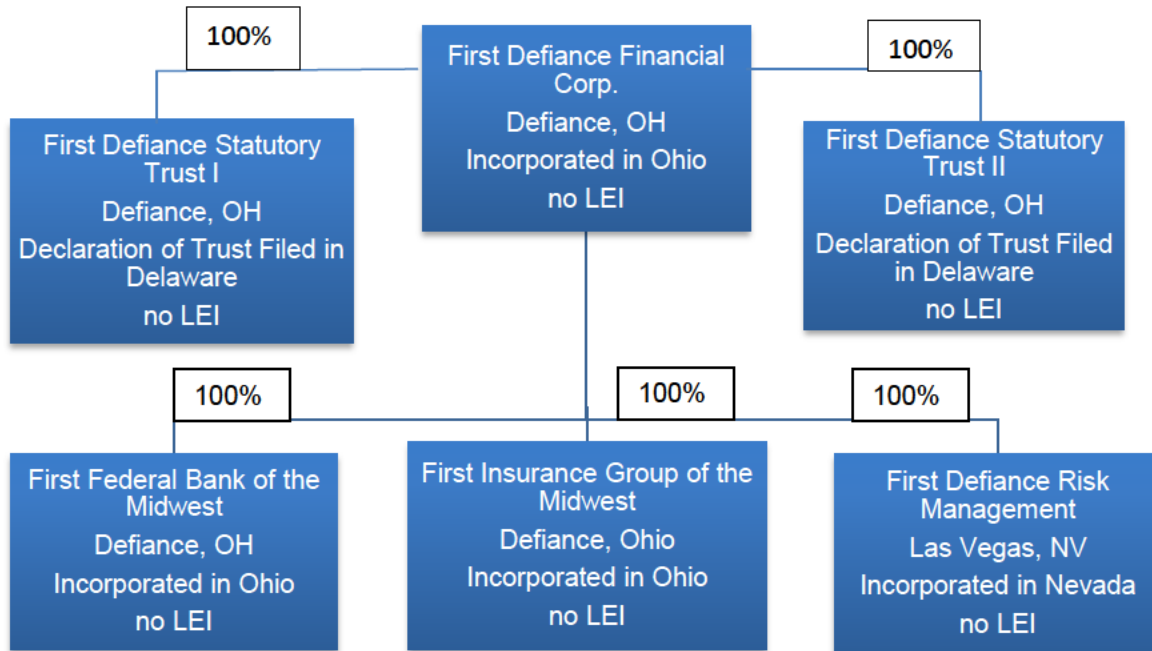 100%
First Defiance Financial
Corp.
Defiance, OH
Incorporated in Ohio
no LEI
100%
First Defiance Statutory
Trust I
Defiance, OH
Declaration of Trust Filed in
Delaware
no LEI
First Defiance Statutory
Trust II
Defiance, OH
Declaration of Trust Filed
in Delaware
no LEI
100%
100%
100%
First Federal Bank of the
Midwest
Defiance, OH
Incorporated in Ohio
no LEI
First Insurance Group of the
Midwest
Defiance, Ohio
Incorporated in Ohio
no LEI
First Defiance Risk
Management
Las Vegas, NV
Incorporated in Nevada
no LEI